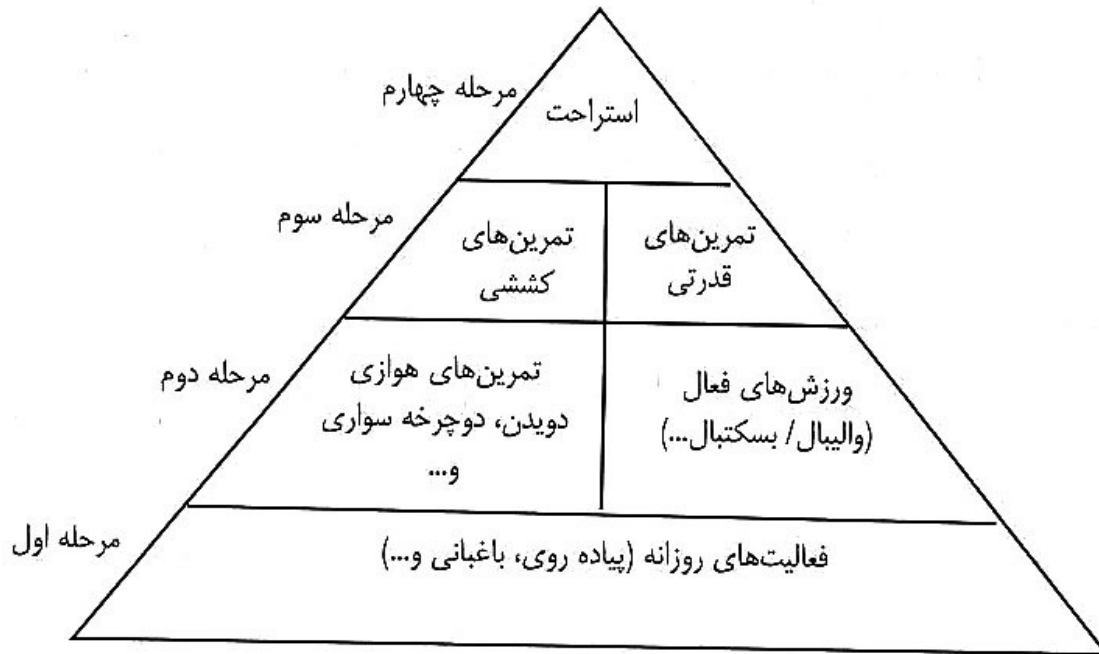 مرحله چهارم
استراحت
مرحله سوم
تمرین‌های
قدرتی
تمرین‌های
کششی
مرحله دوم
ورزش‌های فعال
(والیبال/ بسکتبال...)
تمرین‌های هوازی
دویدن، دوچرخه سواری
و...
مرحله اول
فعالیت‌های روزانه (پیاده روی، باغبانی و...)